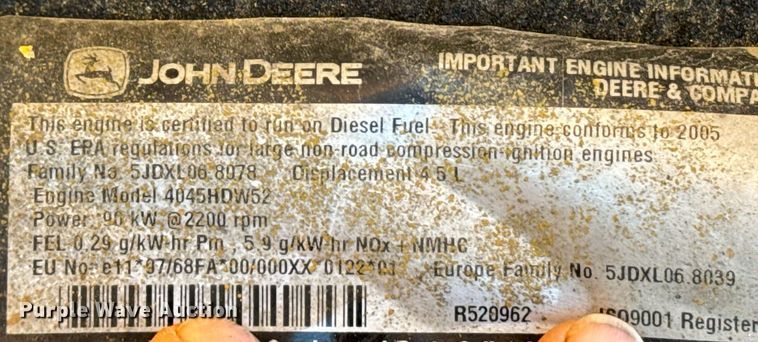 JOHN DEERE
IMPORTANT ENGINE INFORMATI
DEERE & COMPA
This engine is certified to run on Diesel Fuel This engine conforms to 2005
U.S. EPA regulations for large non-road compression-ignition engines
Family No. 5JDXL06.8078 Displacement 4.5 L
Engine Model 4045HDW52
Power 90 kW @2200 rpm
FEL 0.29 g/kW-hr Pm , 5.9 g/kW-hr NOx + NMHC
EU No e11*97/68FA*00/000XX*0122*01 Europe Family No. 5JDXL06.8039
Purple Wave Auction
R520962
ISO9001 Register